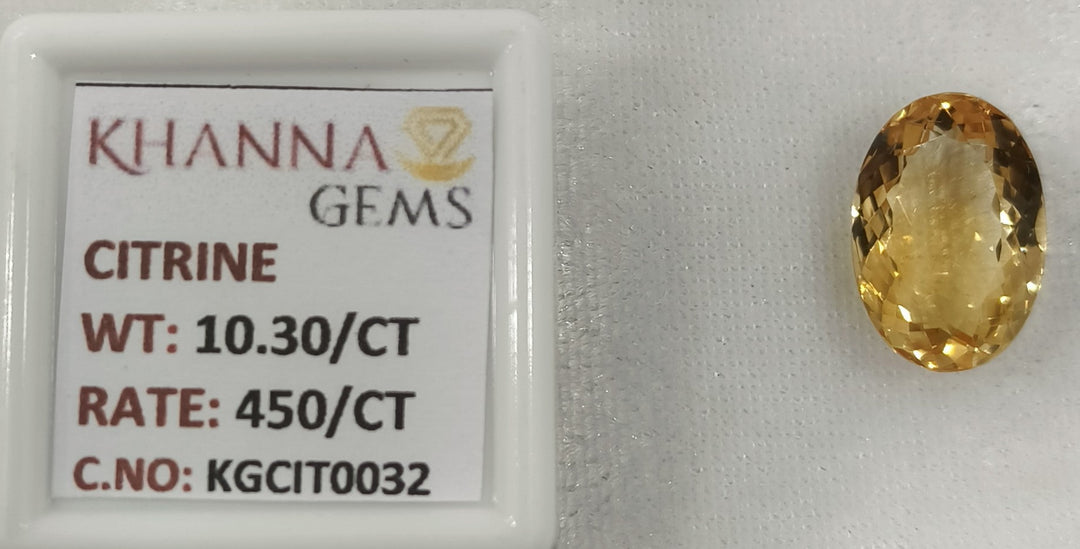 KHANNA
GEMS
CITRINE
WT: 10.30/CT
RATE: 450/CT
C.NO: KGCIT0032